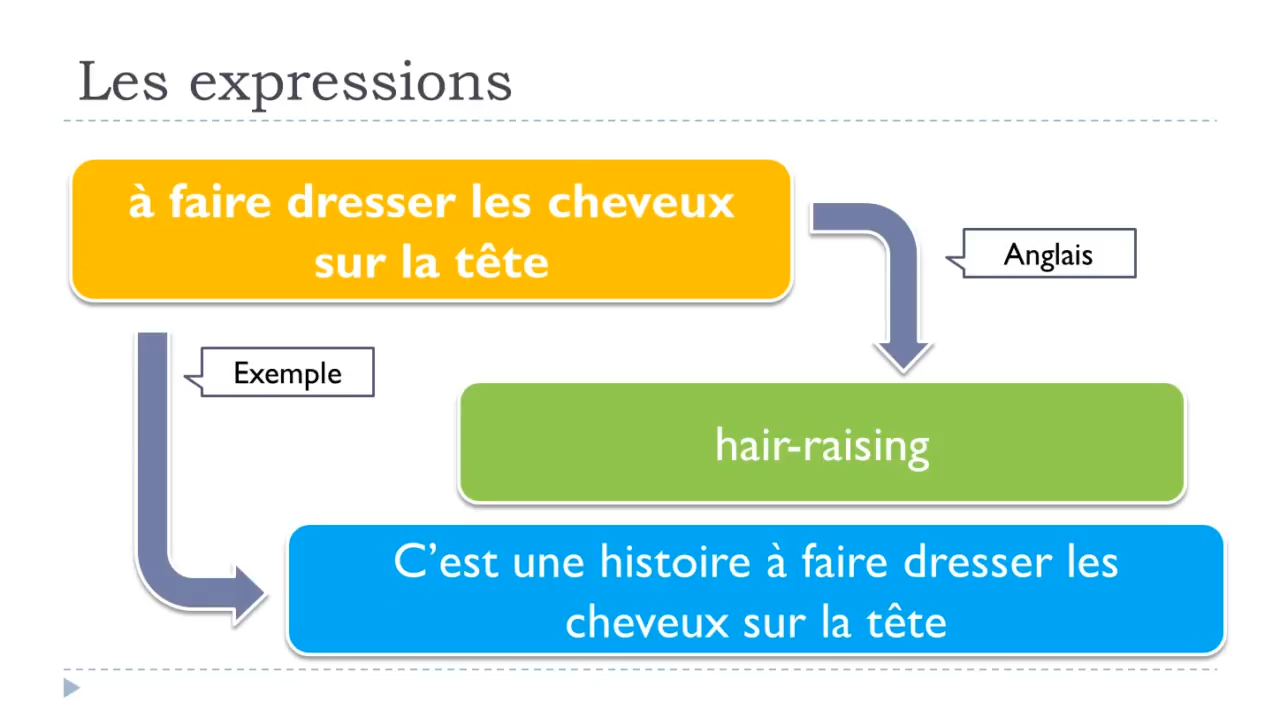 Les expressions
à faire dresser les cheveux
sur la tête
Anglais
Exemple
hair-raising
C’est une histoire à faire dresser les
cheveux sur la tête